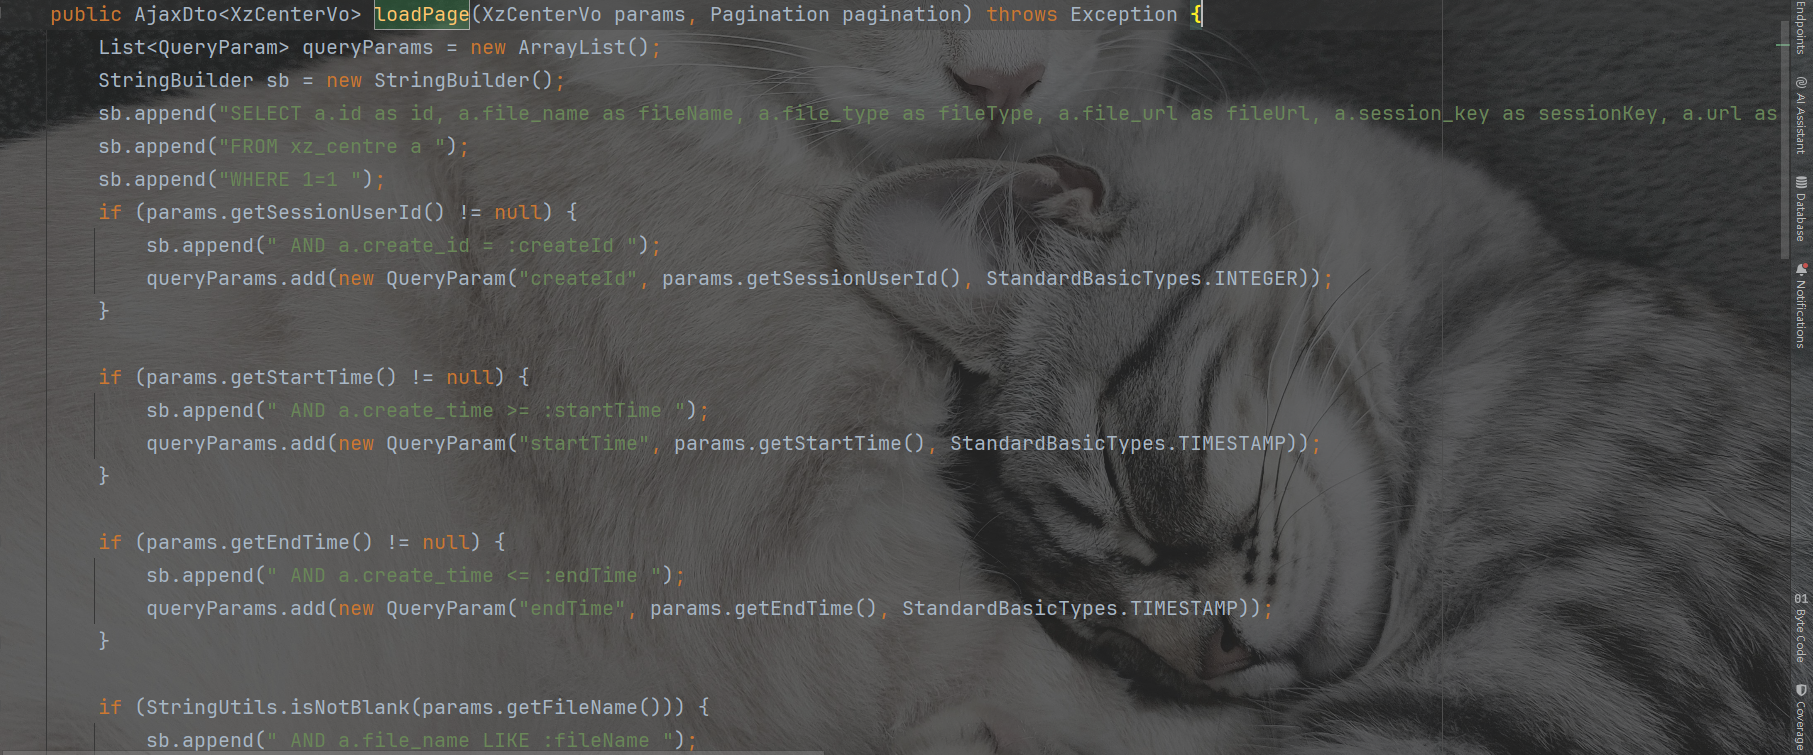 public AjaxDto<XzCenterVo> loadPage(XzCenterVo params, Pagination pagination) throws Exception {
List<QueryParam> queryParams = new ArrayList();
StringBuilder sb = new StringBuilder();
sb.append("SELECT a.id as id, a.file_name as fileName, a.file_type as fileType, a.file_url as fileUrl, a.session_key as sessionKey, a.url as
sb.append("FROM xz_centre a ");
sb.append("WHERE 1=1 ");
if (params.getSessionUserId() != null) {
sb.append(" AND a.create_id = :createId ");
queryParams.add(new QueryParam("createId", params.getSessionUserId(), StandardBasicTypes.INTEGER));
}
if (params.getStartTime() != null) {
sb.append(" AND a.create_time >= :startTime ");
queryParams.add(new QueryParam("startTime", params.getStartTime(), StandardBasicTypes.TIMESTAMP));
}
if (params.getEndTime() != null) {
sb.append(" AND a.create_time <= :endTime ");
queryParams.add(new QueryParam("endTime", params.getEndTime(), StandardBasicTypes.TIMESTAMP));
}
if (StringUtils.isNotBlank(params.getFileName())) {
sb.append(" AND a.file_name LIKE :fileName ");
Endpoints
AI Assistant
Database
Notifications
Byte Code
Coverage